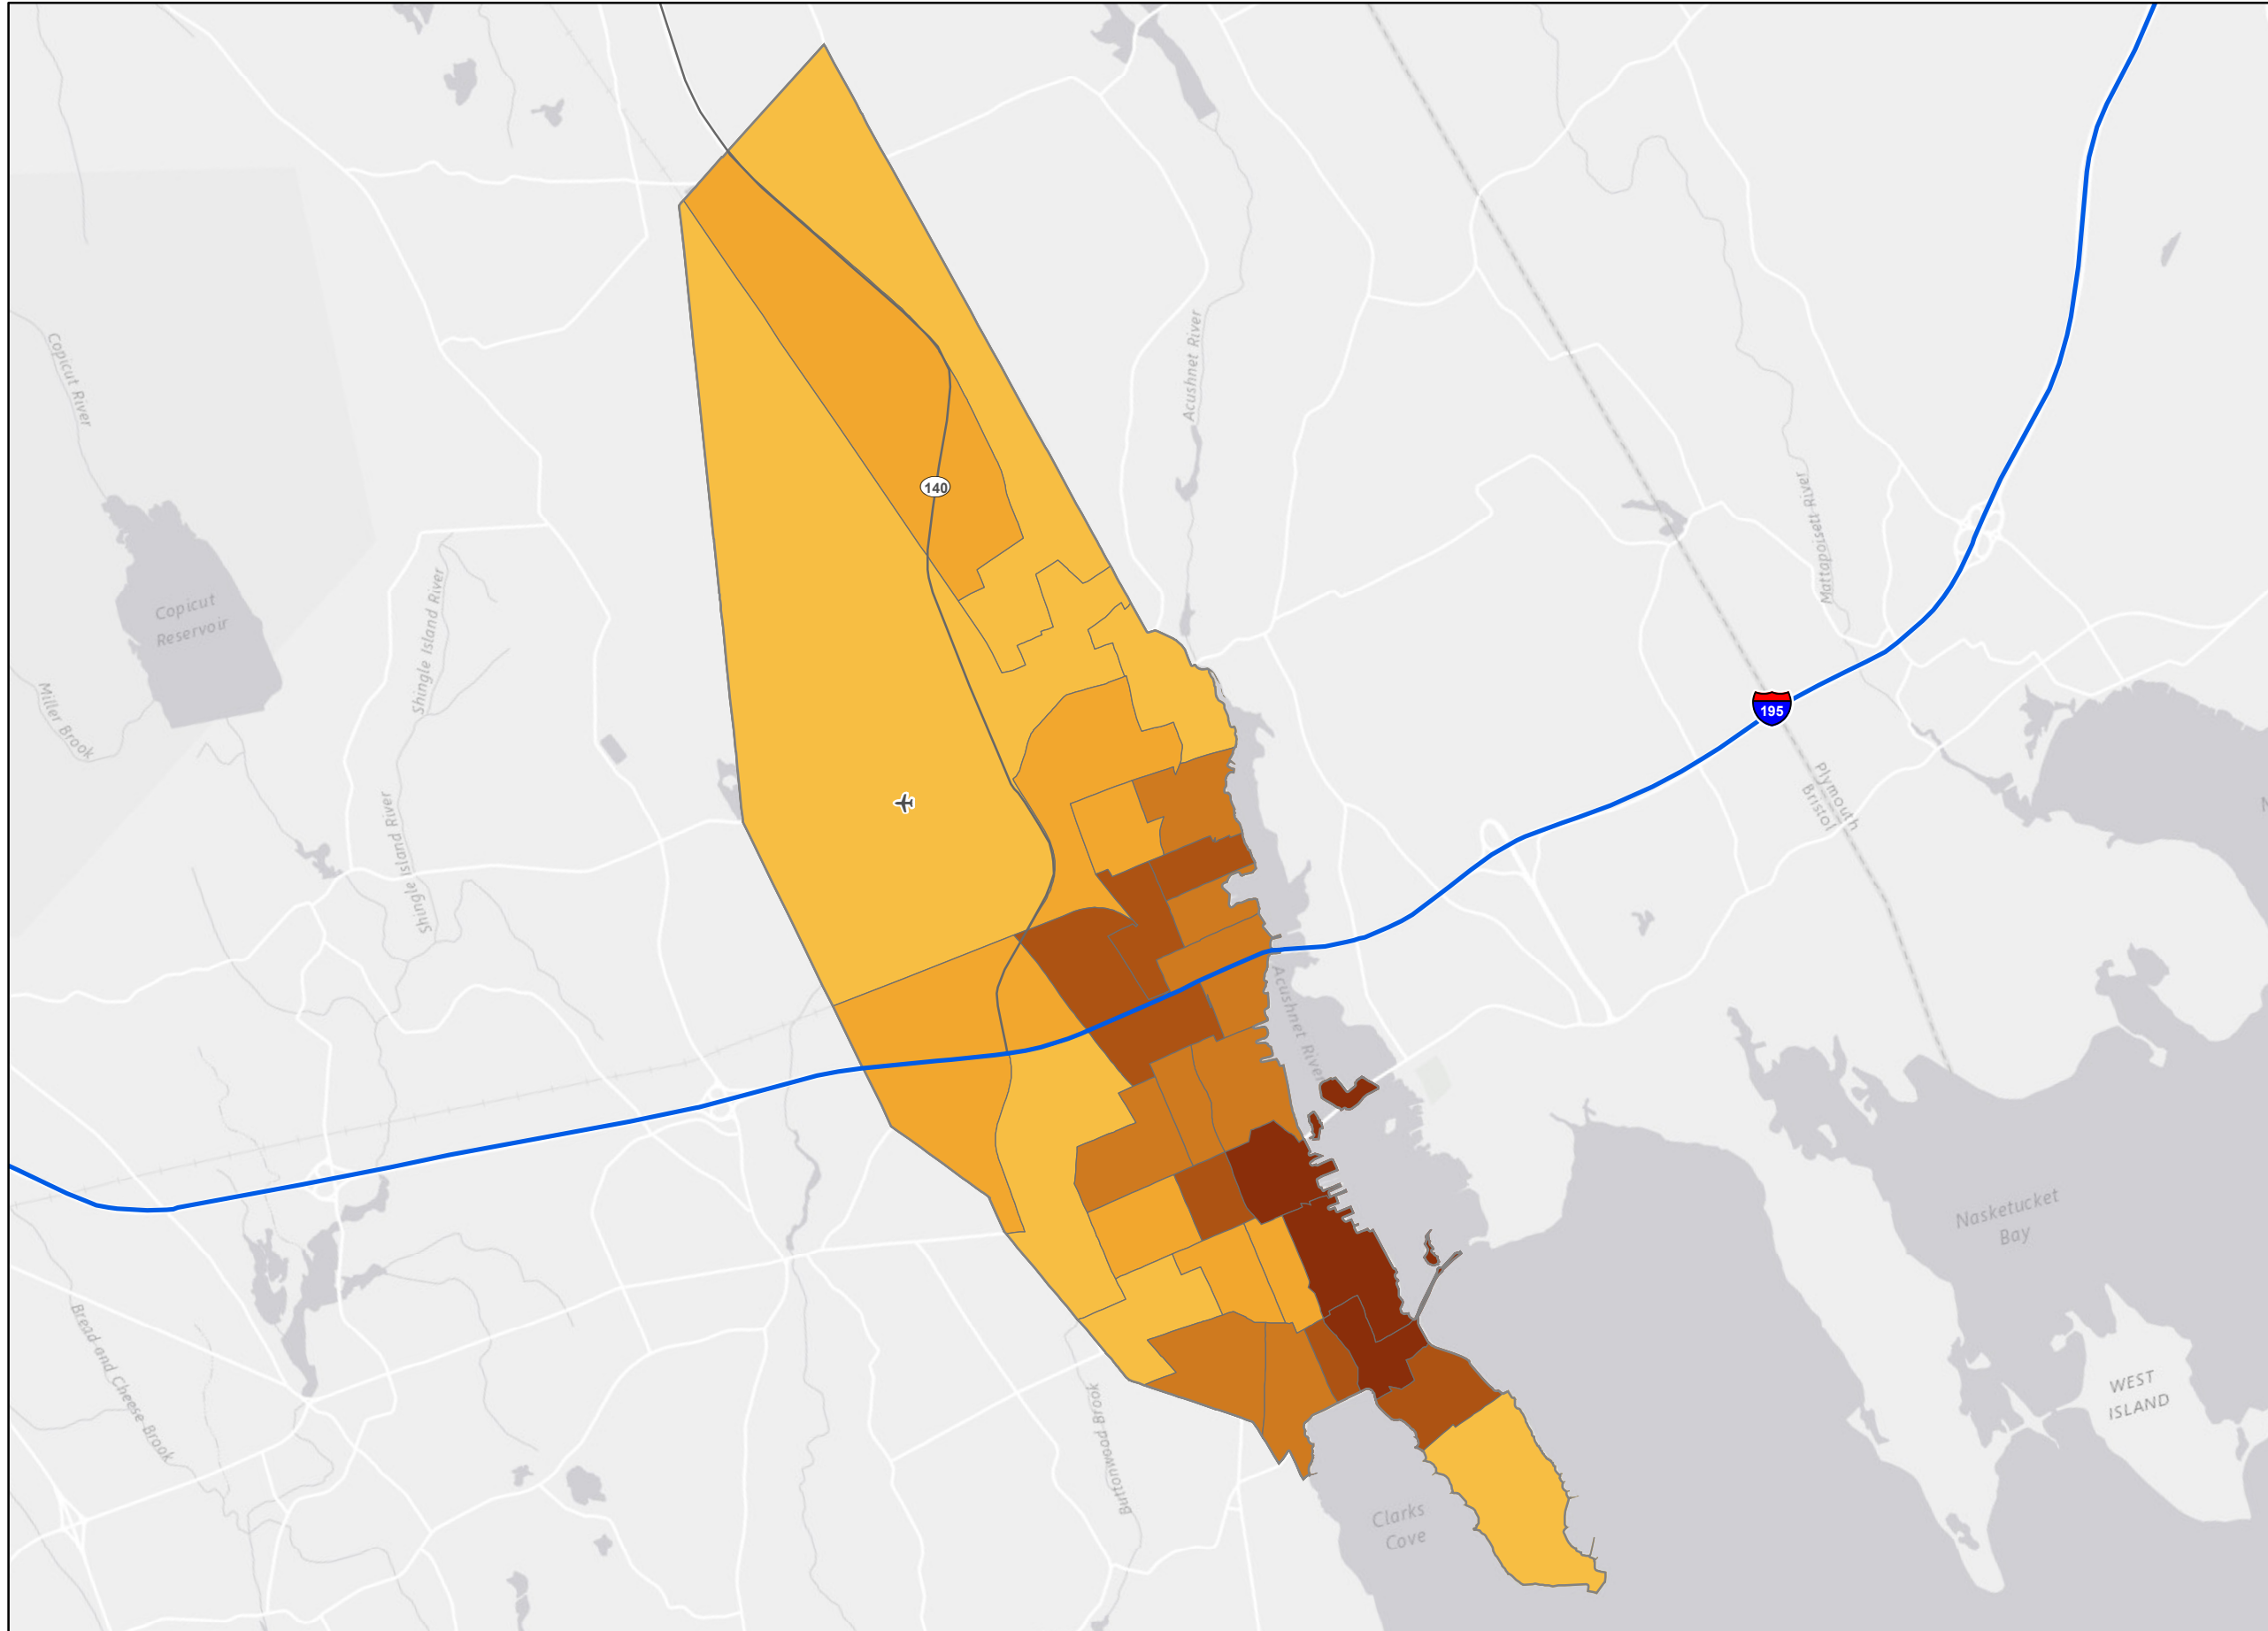 Copicut River
Acushnet River
140
Mattapoisett River
Copicut
Reservoir
Shingle Island River
Miller Brook
195
Plymouth
Bristol
Shingle Island River
Acushnet River
Nasketucket
Bay
Bread and Cheese Brook
Buttonwood Brook
WEST
ISLAND
Clarks
Cove